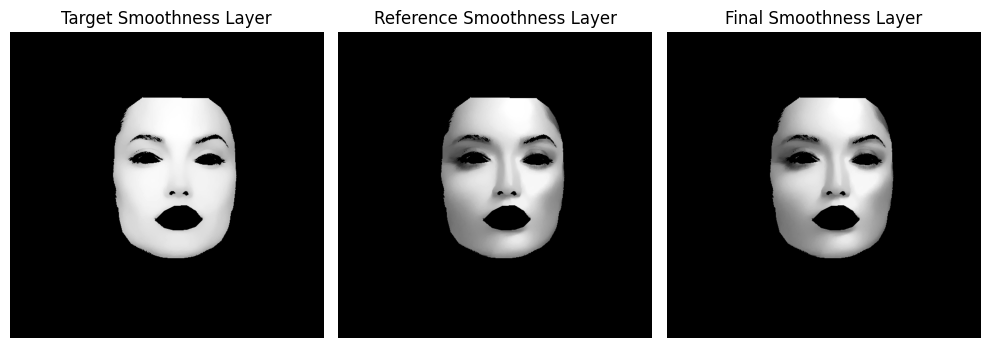 Target Smoothness Layer
Reference Smoothness Layer
Final Smoothness Layer